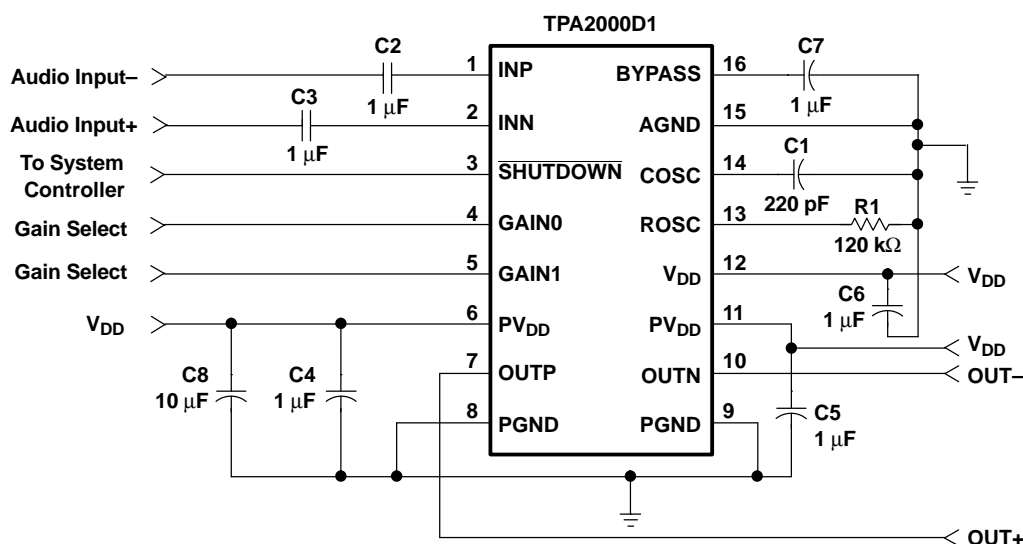 TPA2000D1
Audio Input–
C2
1 μF
1
INP
BYPASS
16
C7
1 μF
Audio Input+
C3
1 μF
2
INN
AGND
15
To System
Controller
3
SHUTDOWN
COSC
14
C1
220 pF
Gain Select
4
GAIN0
ROSC
13
R1
120 kΩ
Gain Select
5
GAIN1
VDD
12
VDD
C6
1 μF
VDD
6
PVDD
PVDD
11
VDD
C8
10 μF
C4
1 μF
7
OUTP
OUTN
10
OUT–
8
PGND
PGND
9
C5
1 μF
OUT+